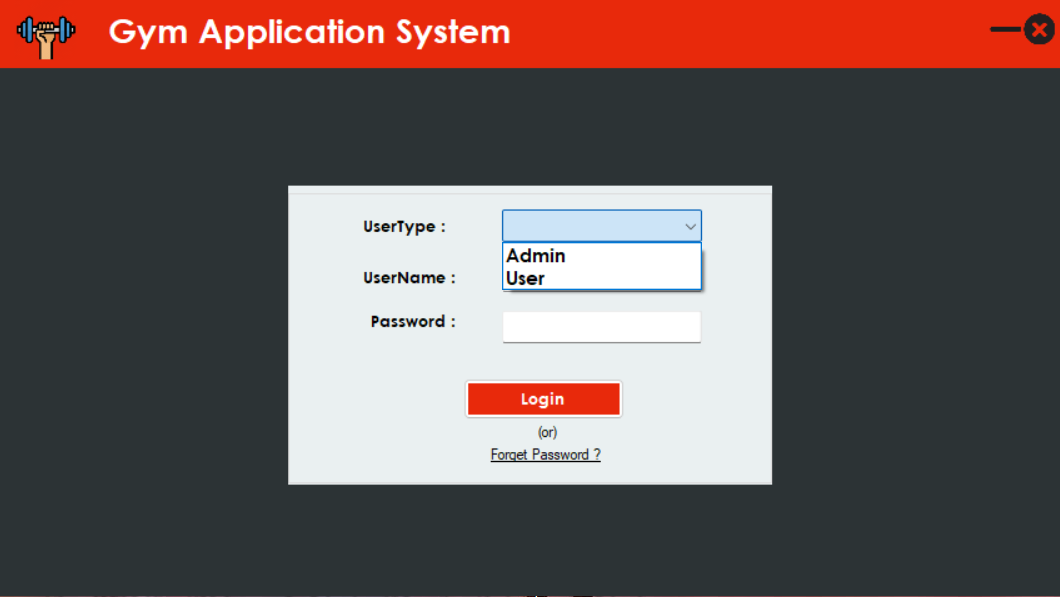 Gym Application System
UserType :
Admin
User
UserName :
Password :
Login
(or)
Forget Password ?